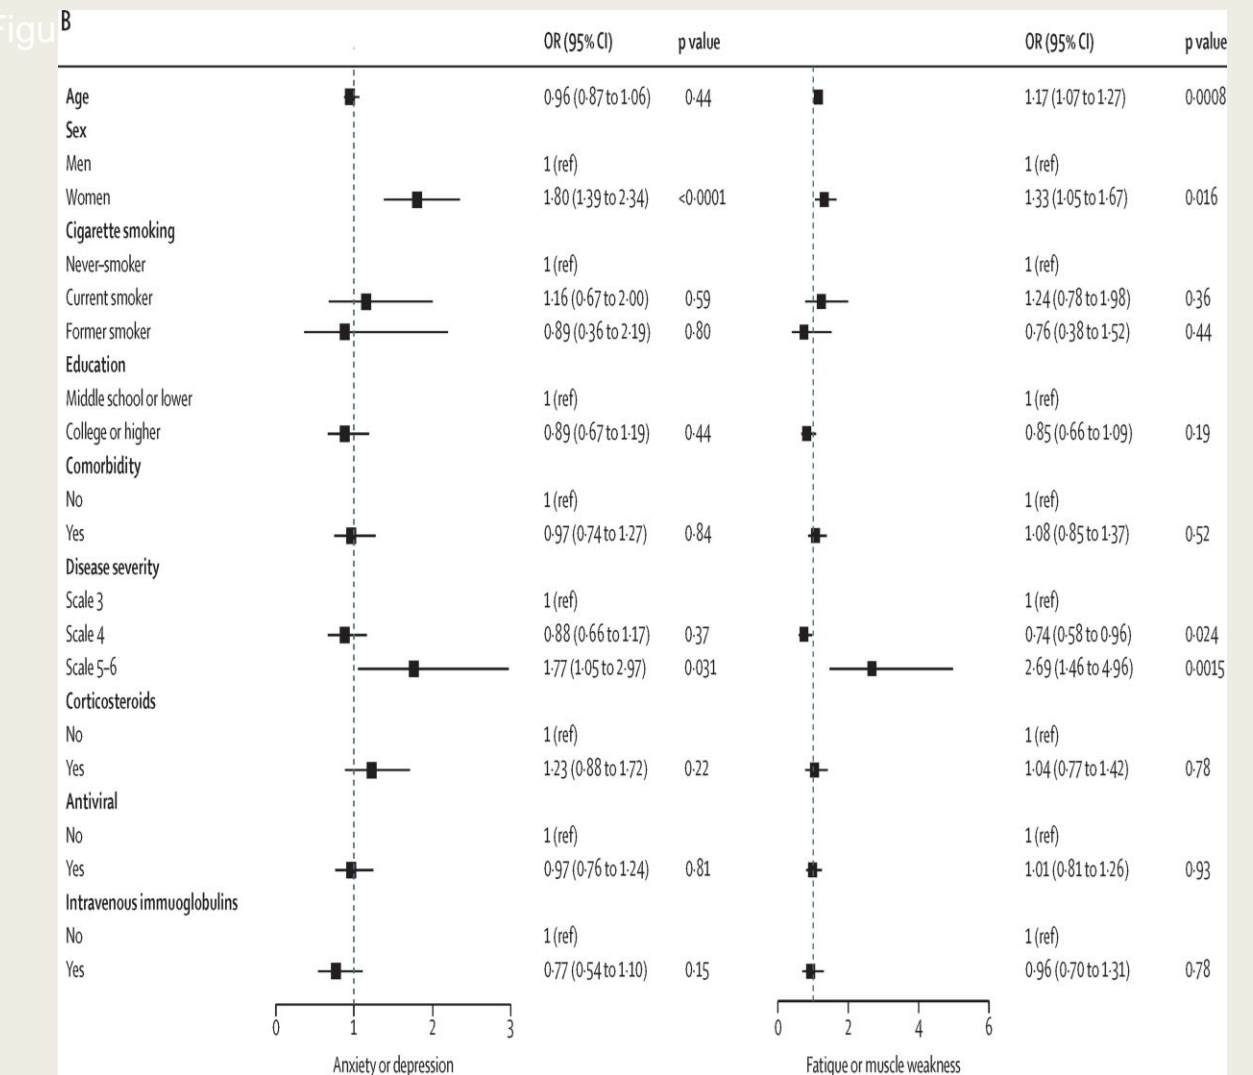 Figu
B
OR (95% CI) p value OR (95% CI) p value
Age 0·96 (0·87 to 1·06) 0·44 1·17 (1·07 to 1·27) 0·0008
Sex
Men 1 (ref) 1 (ref)
Women 1·80 (1·39 to 2·34) <0·0001 1·33 (1·05 to 1·67) 0·016
Cigarette smoking
Never-smoker 1 (ref) 1 (ref)
Current smoker 1·16 (0·67 to 2·00) 0·59 1·24 (0·78 to 1·98) 0·36
Former smoker 0·89 (0·36 to 2·19) 0·80 0·76 (0·38 to 1·52) 0·44
Education
Middle school or lower 1 (ref) 1 (ref)
College or higher 0·89 (0·67 to 1·19) 0·44 0·85 (0·66 to 1·09) 0·19
Comorbidity
No 1 (ref) 1 (ref)
Yes 0·97 (0·74 to 1·27) 0·84 1·08 (0·85 to 1·37) 0·52
Disease severity
Scale 3 1 (ref) 1 (ref)
Scale 4 0·88 (0·66 to 1·17) 0·37 0·74 (0·58 to 0·96) 0·024
Scale 5–6 1·77 (1·05 to 2·97) 0·031 2·69 (1·46 to 4·96) 0·0015
Corticosteroids
No 1 (ref) 1 (ref)
Yes 1·23 (0·88 to 1·72) 0·22 1·04 (0·77 to 1·42) 0·78
Antiviral
No 1 (ref) 1 (ref)
Yes 0·97 (0·76 to 1·24) 0·81 1·01 (0·81 to 1·26) 0·93
Intravenous immuoglobulins
No 1 (ref) 1 (ref)
Yes 0·77 (0·54 to 1·10) 0·15 0·96 (0·70 to 1·31) 0·78
0 1 2 3 0 2 4 6
Anxiety or depression Fatigue or muscle weakness